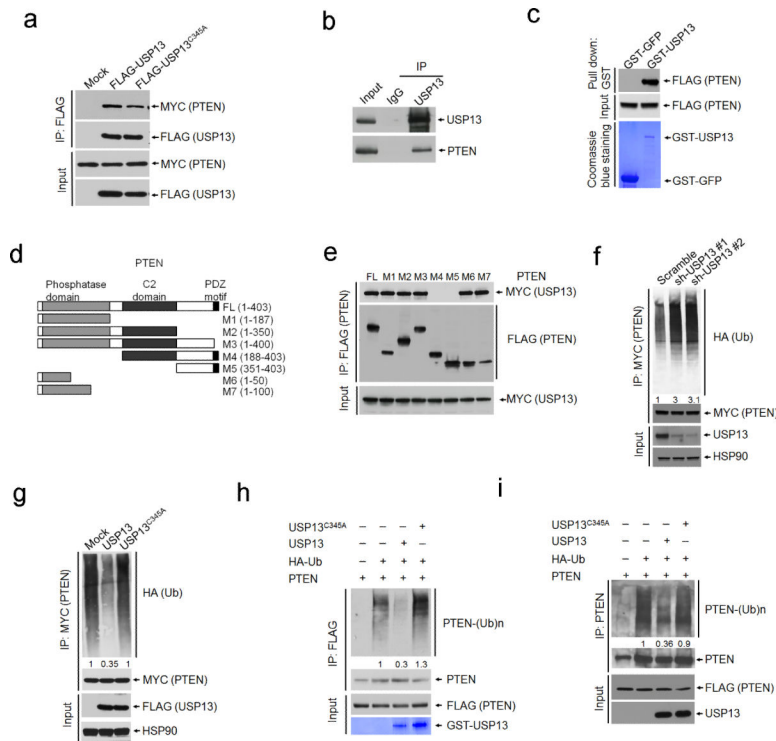 a
Mock
FLAG-USP13
FLAG-USP13C345A
IP: FLAG
MYC (PTEN)
FLAG (USP13)
Input
MYC (PTEN)
FLAG (USP13)
b
IP
Input
IgG
USP13
USP13
PTEN
c
GST-GFP
GST-USP13
Pull down: GST
FLAG (PTEN)
Input
FLAG (PTEN)
Coomassie
blue staining
GST-USP13
GST-GFP
d
PTEN
Phosphatase
domain
C2
domain
PDZ
motif
FL (1-403)
M1 (1-187)
M2 (1-350)
M3 (1-400)
M4 (188-403)
M5 (351-403)
M6 (1-50)
M7 (1-100)
e
FL M1 M2 M3 M4 M5 M6 M7 PTEN
IP: FLAG (PTEN)
MYC (USP13)
FLAG (PTEN)
Input
MYC (USP13)
f
Scramble
sh-USP13 #1
sh-USP13 #2
IP: MYC (PTEN)
HA (Ub)
1 3 3.1
MYC (PTEN)
Input
USP13
HSP90
g
Mock
USP13
USP13C345A
IP: MYC (PTEN)
HA (Ub)
1 0.35 1
MYC (PTEN)
Input
FLAG (USP13)
HSP90
h
USP13C345A − − − +
USP13 − − + −
HA-Ub − + + +
PTEN + + + +
IP: FLAG
PTEN-(Ub)n
1 0.3 1.3
PTEN
Input
FLAG (PTEN)
GST-USP13
i
USP13C345A − − − +
USP13 − − + −
HA-Ub − + + +
PTEN + + + +
IP: PTEN
PTEN-(Ub)n
1 0.36 0.9
PTEN
Input
FLAG (PTEN)
USP13